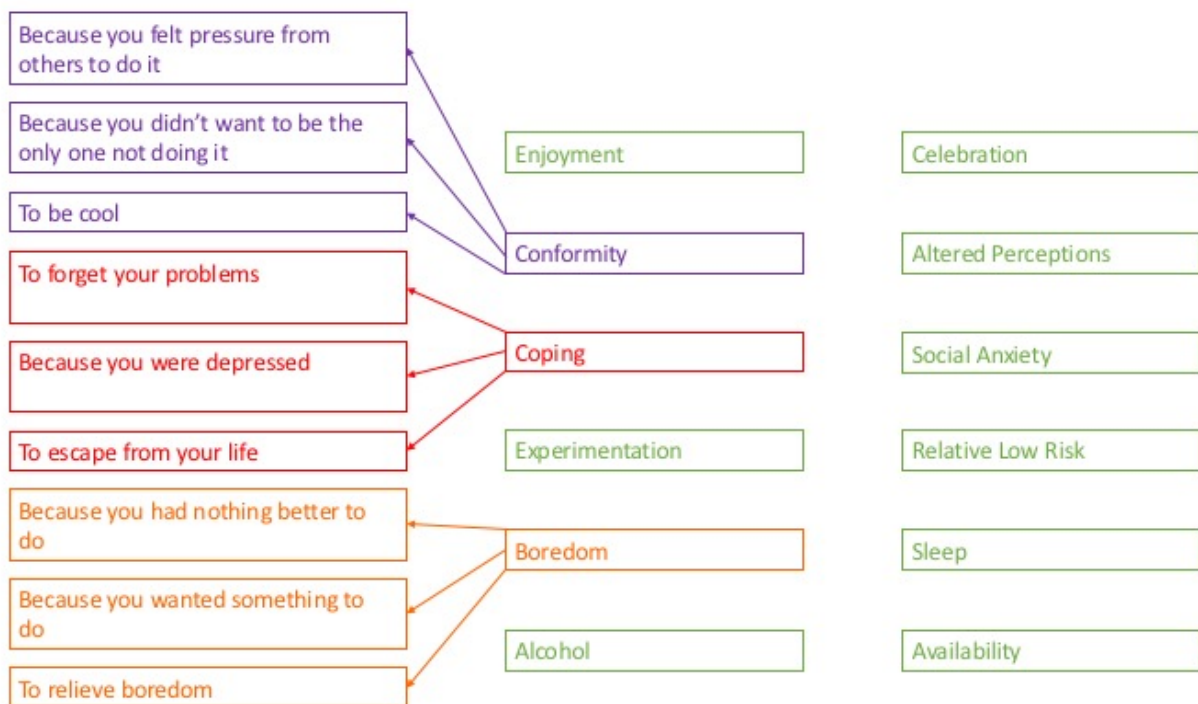 Because you felt pressure from
others to do it
Because you didn't want to be the
only one not doing it
To be cool
To forget your problems
Because you were depressed
To escape from your life
Because you had nothing better to
do
Because you wanted something to
do
To relieve boredom
Enjoyment
Conformity
Coping
Experimentation
Boredom
Alcohol
Celebration
Altered Perceptions
Social Anxiety
Relative Low Risk
Sleep
Availability